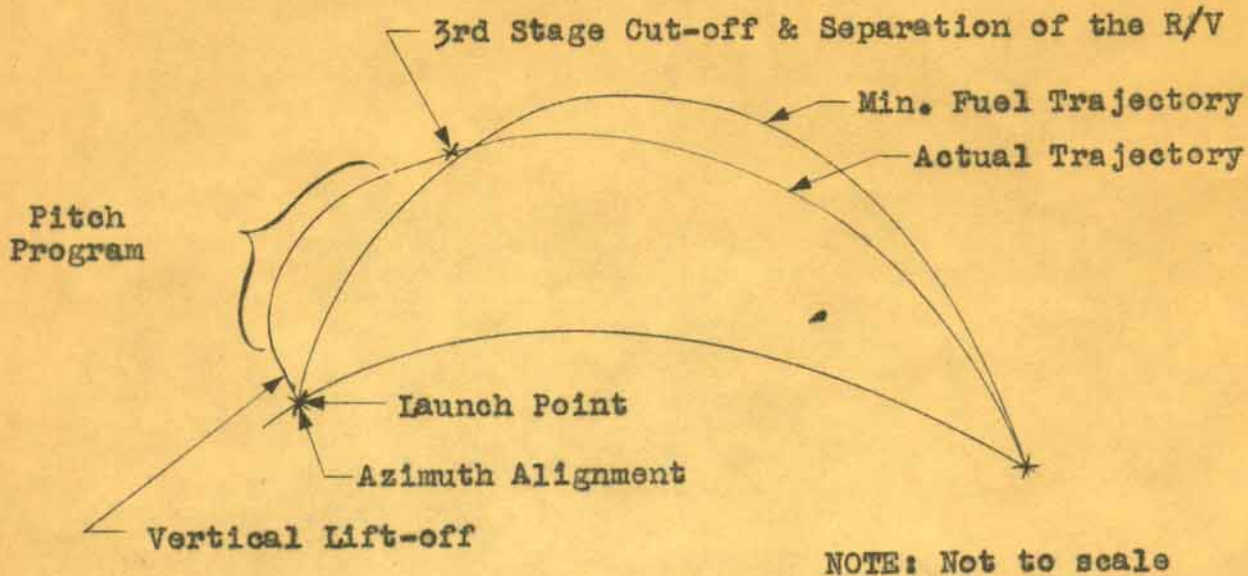 3rd Stage Cut-off & Separation of the R/V
Min. Fuel Trajectory
Actual Trajectory
Pitch
Program
Launch Point
Azimuth Alignment
Vertical Lift-off
NOTE: Not to scale